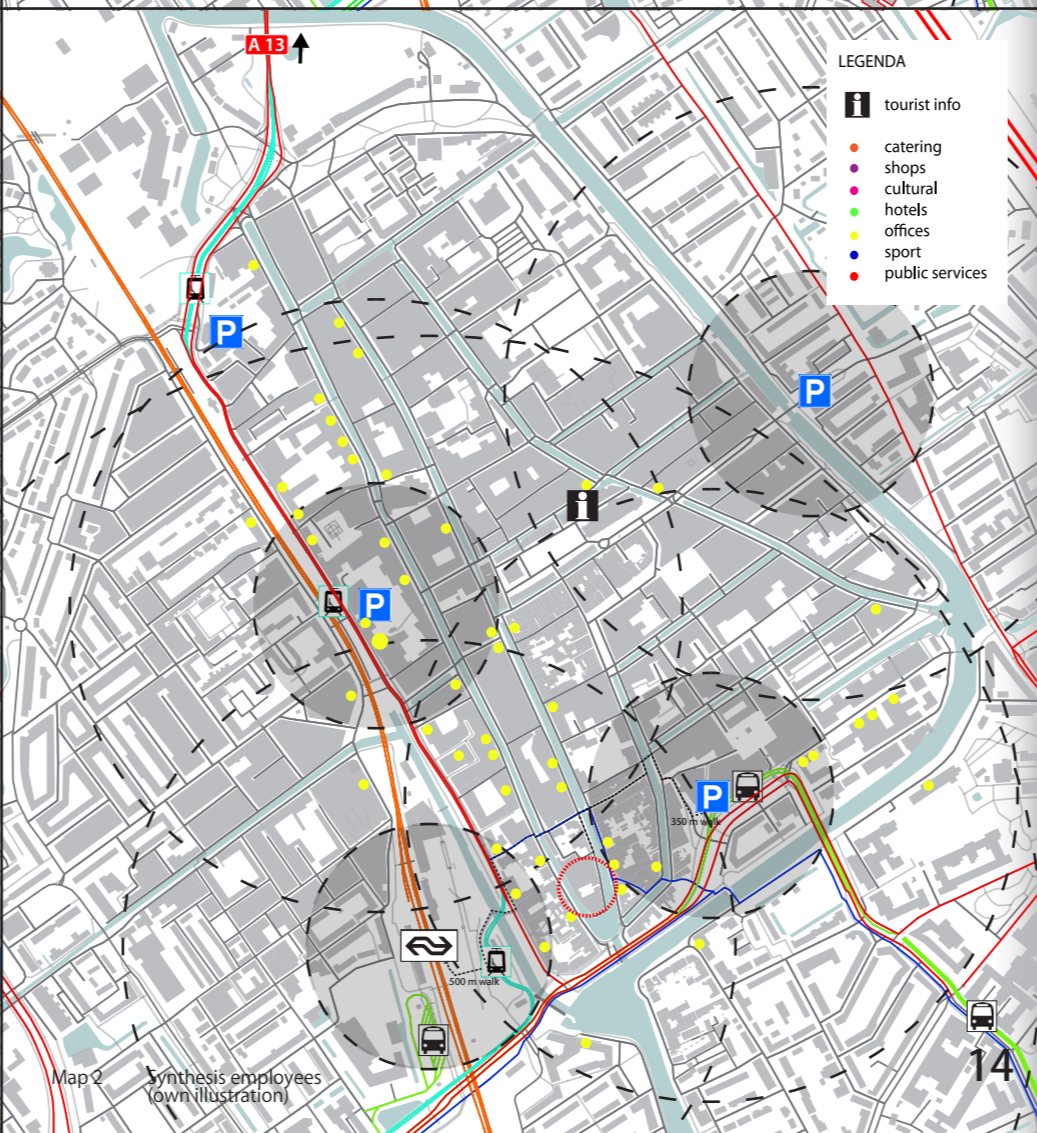 A 13
LEGENDA
i tourist info
catering
shops
cultural
hotels
offices
sport
public services
P
P
P
i
P
350 m walk
500 m walk
Map 2 Synthesis employees
(own illustration)
14